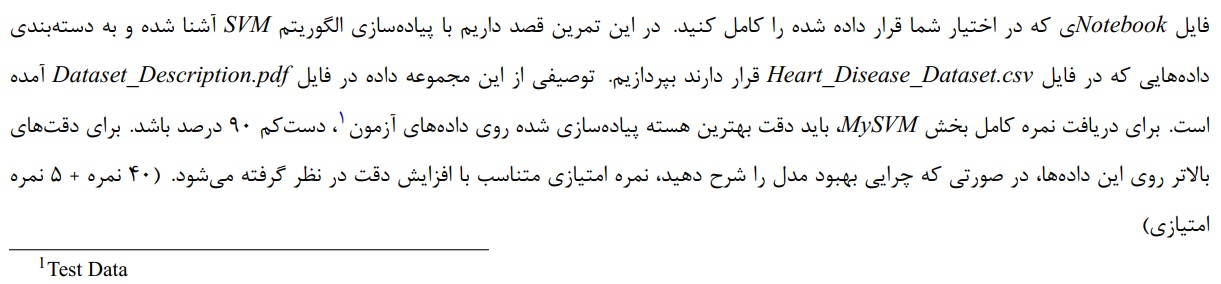 فایل Notebookی که در اختیار شما قرار داده شده را کامل کنید. در این تمرین قصد داریم با پیاده‌سازی الگوریتم SVM آشنا شده و به دسته‌بندی
داده‌هایی که در فایل Heart_Disease_Dataset.csv قرار دارند بپردازیم. توصیفی از این مجموعه داده در فایل Dataset_Description.pdf آمده
است. برای دریافت نمره کامل بخش MySVM، باید دقت بهترین هسته پیاده‌سازی شده روی داده‌های آزمون۱، دست‌کم ۹۰ درصد باشد. برای دقت‌های
بالاتر روی این داده‌ها، در صورتی که چرایی بهبود مدل را شرح دهید، نمره امتیازی متناسب با افزایش دقت در نظر گرفته می‌شود. (۴۰ نمره + ۵ نمره
امتیازی)
1 Test Data